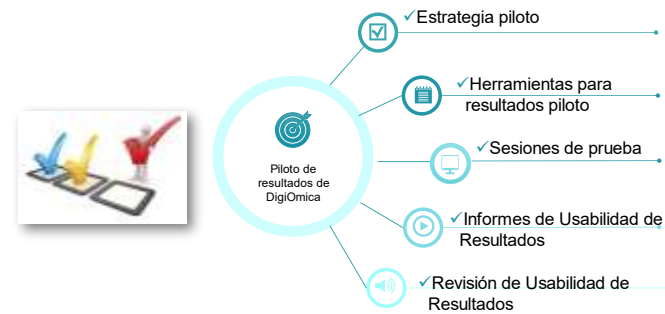 ✓Estrategia piloto
✓Herramientas para
resultados piloto
Piloto de
resultados de
DigiOmica
✓Sesiones de prueba
✓Informes de Usabilidad de
Resultados
✓Revisión de Usabilidad de
Resultados